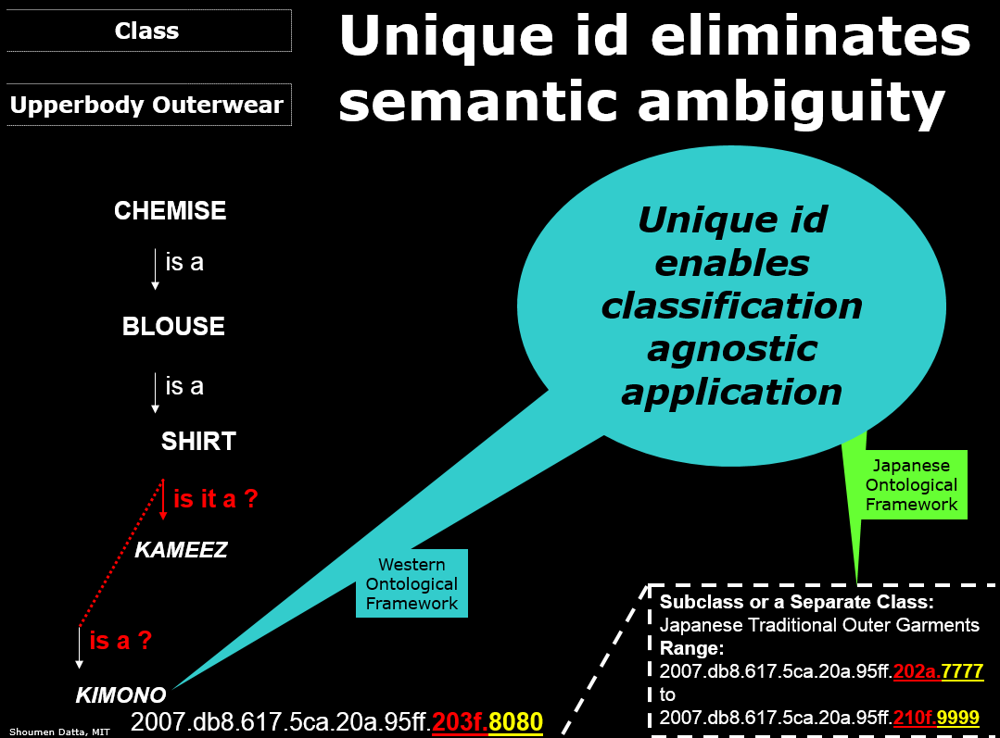 Class
Unique id eliminates
semantic ambiguity
Upperbody Outerwear
CHEMISE
is a
BLOUSE
is a
SHIRT
is it a ?
KAMEEZ
is a ?
KIMONO
2007.db8.617.5ca.20a.95ff.203f.8080
Unique id
enables
classification
agnostic
application
Western
Ontological
Framework
Japanese
Ontological
Framework
Subclass or a Separate Class:
Japanese Traditional Outer Garments
Range:
2007.db8.617.5ca.20a.95ff.202a.7777
to
2007.db8.617.5ca.20a.95ff.210f.9999
Shoumen Datta, MIT